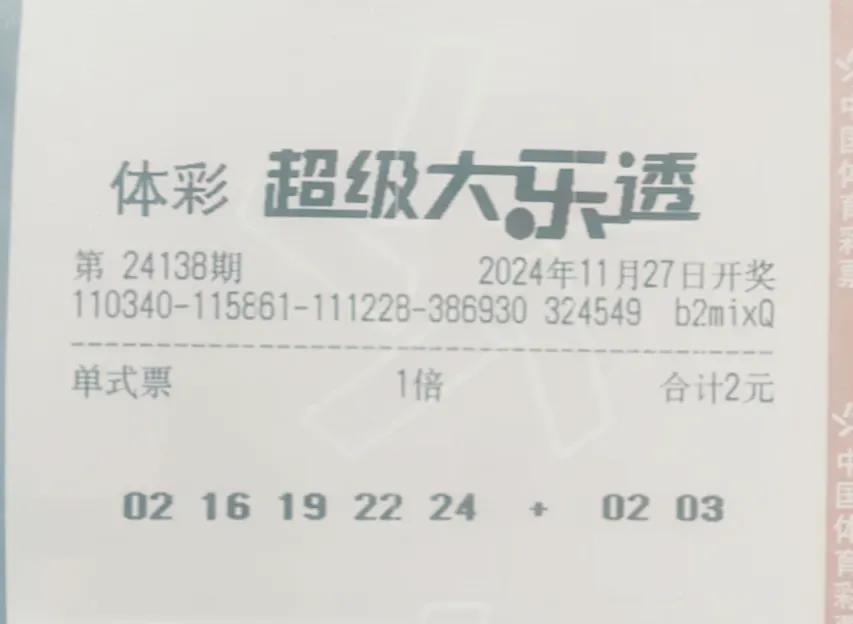 体彩 超级大乐透
第 24138期 2024年11月27日开奖
110340-115861-111228-386930 324549 b2mixQ
单式票 1倍 合计2元
02 16 19 22 24 + 02 03
中国体育彩票
中国体育彩